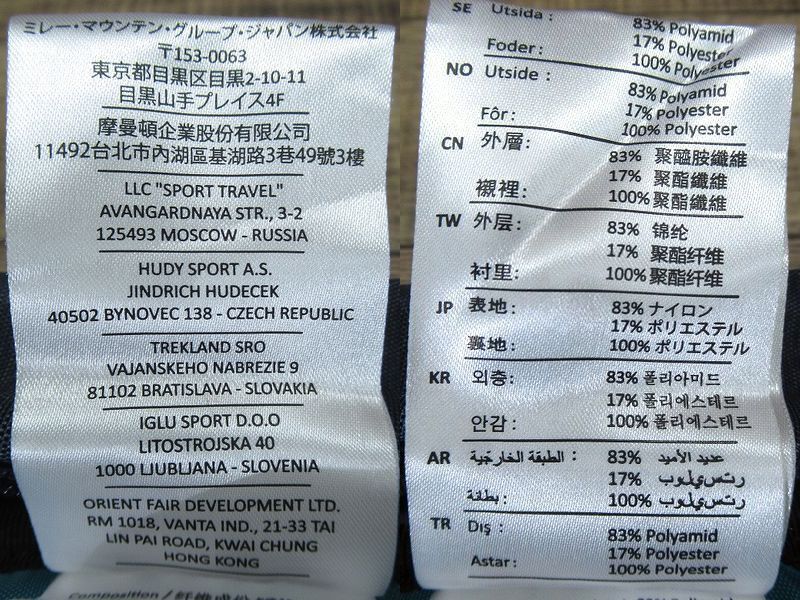 ミレー・マウンテン・グループ・ジャパン株式会社
〒153-0063
東京都目黒区目黒2-10-11
目黒山手プレイス4F
摩曼頓企業股份有限公司
11492台北市內湖區基湖路3巷49號3樓
LLC "SPORT TRAVEL"
AVANGARDNAYA STR., 3-2
125493 MOSCOW - RUSSIA
HUDY SPORT A.S.
JINDRICH HUDECEK
40502 BYNOVEC 138 - CZECH REPUBLIC
TREKLAND SRO
VAJANSKEHO NABREZIE 9
81102 BRATISLAVA - SLOVAKIA
IGLU SPORT D.O.O
LITOSTROJSKA 40
1000 LJUBLJANA - SLOVENIA
ORIENT FAIR DEVELOPMENT LTD.
RM 1018, VANTA IND., 21-33 TAI
LIN PAI ROAD, KWAI CHUNG
HONG KONG
SE Utsida : 83% Polyamid
17% Polyester
Foder : 100% Polyester
NO Utside : 83% Polyamid
17% Polyester
Fôr : 100% Polyester
CN 外層 : 83% 聚醯胺纖維
17% 聚酯纖維
襯裡 : 100% 聚酯纖維
TW 外层 : 83% 锦纶
17% 聚酯纤维
衬里 : 100% 聚酯纤维
JP 表地 : 83% ナイロン
17% ポリエステル
裏地 : 100% ポリエステル
KR 외층 : 83% 폴리아미드
17% 폴리에스테르
안감 : 100% 폴리에스테르
AR الطبقة الخارجية : 83% عديد الأميد
17% بوليستر
بطانة : 100% بوليستر
TR Dış : 83% Polyamid
17% Polyester
Astar : 100% Polyester